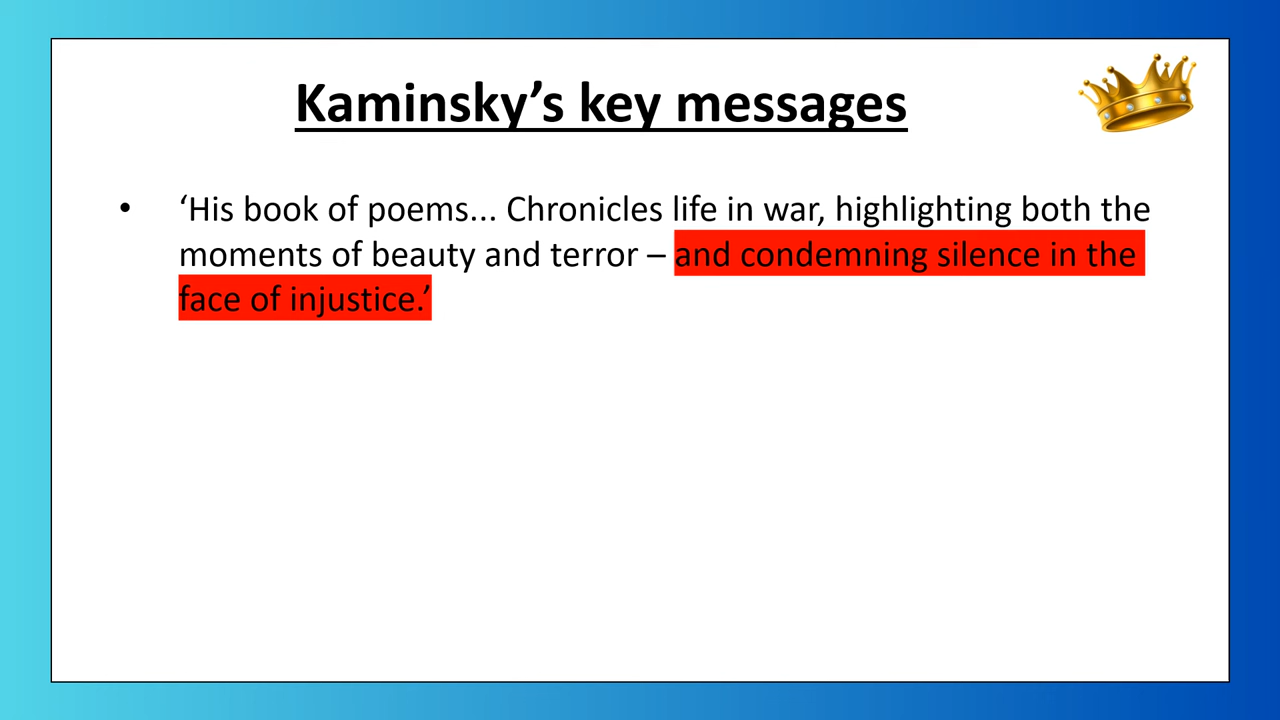 Kaminsky’s key messages
• ‘His book of poems... Chronicles life in war, highlighting both the
moments of beauty and terror – and condemning silence in the
face of injustice.’